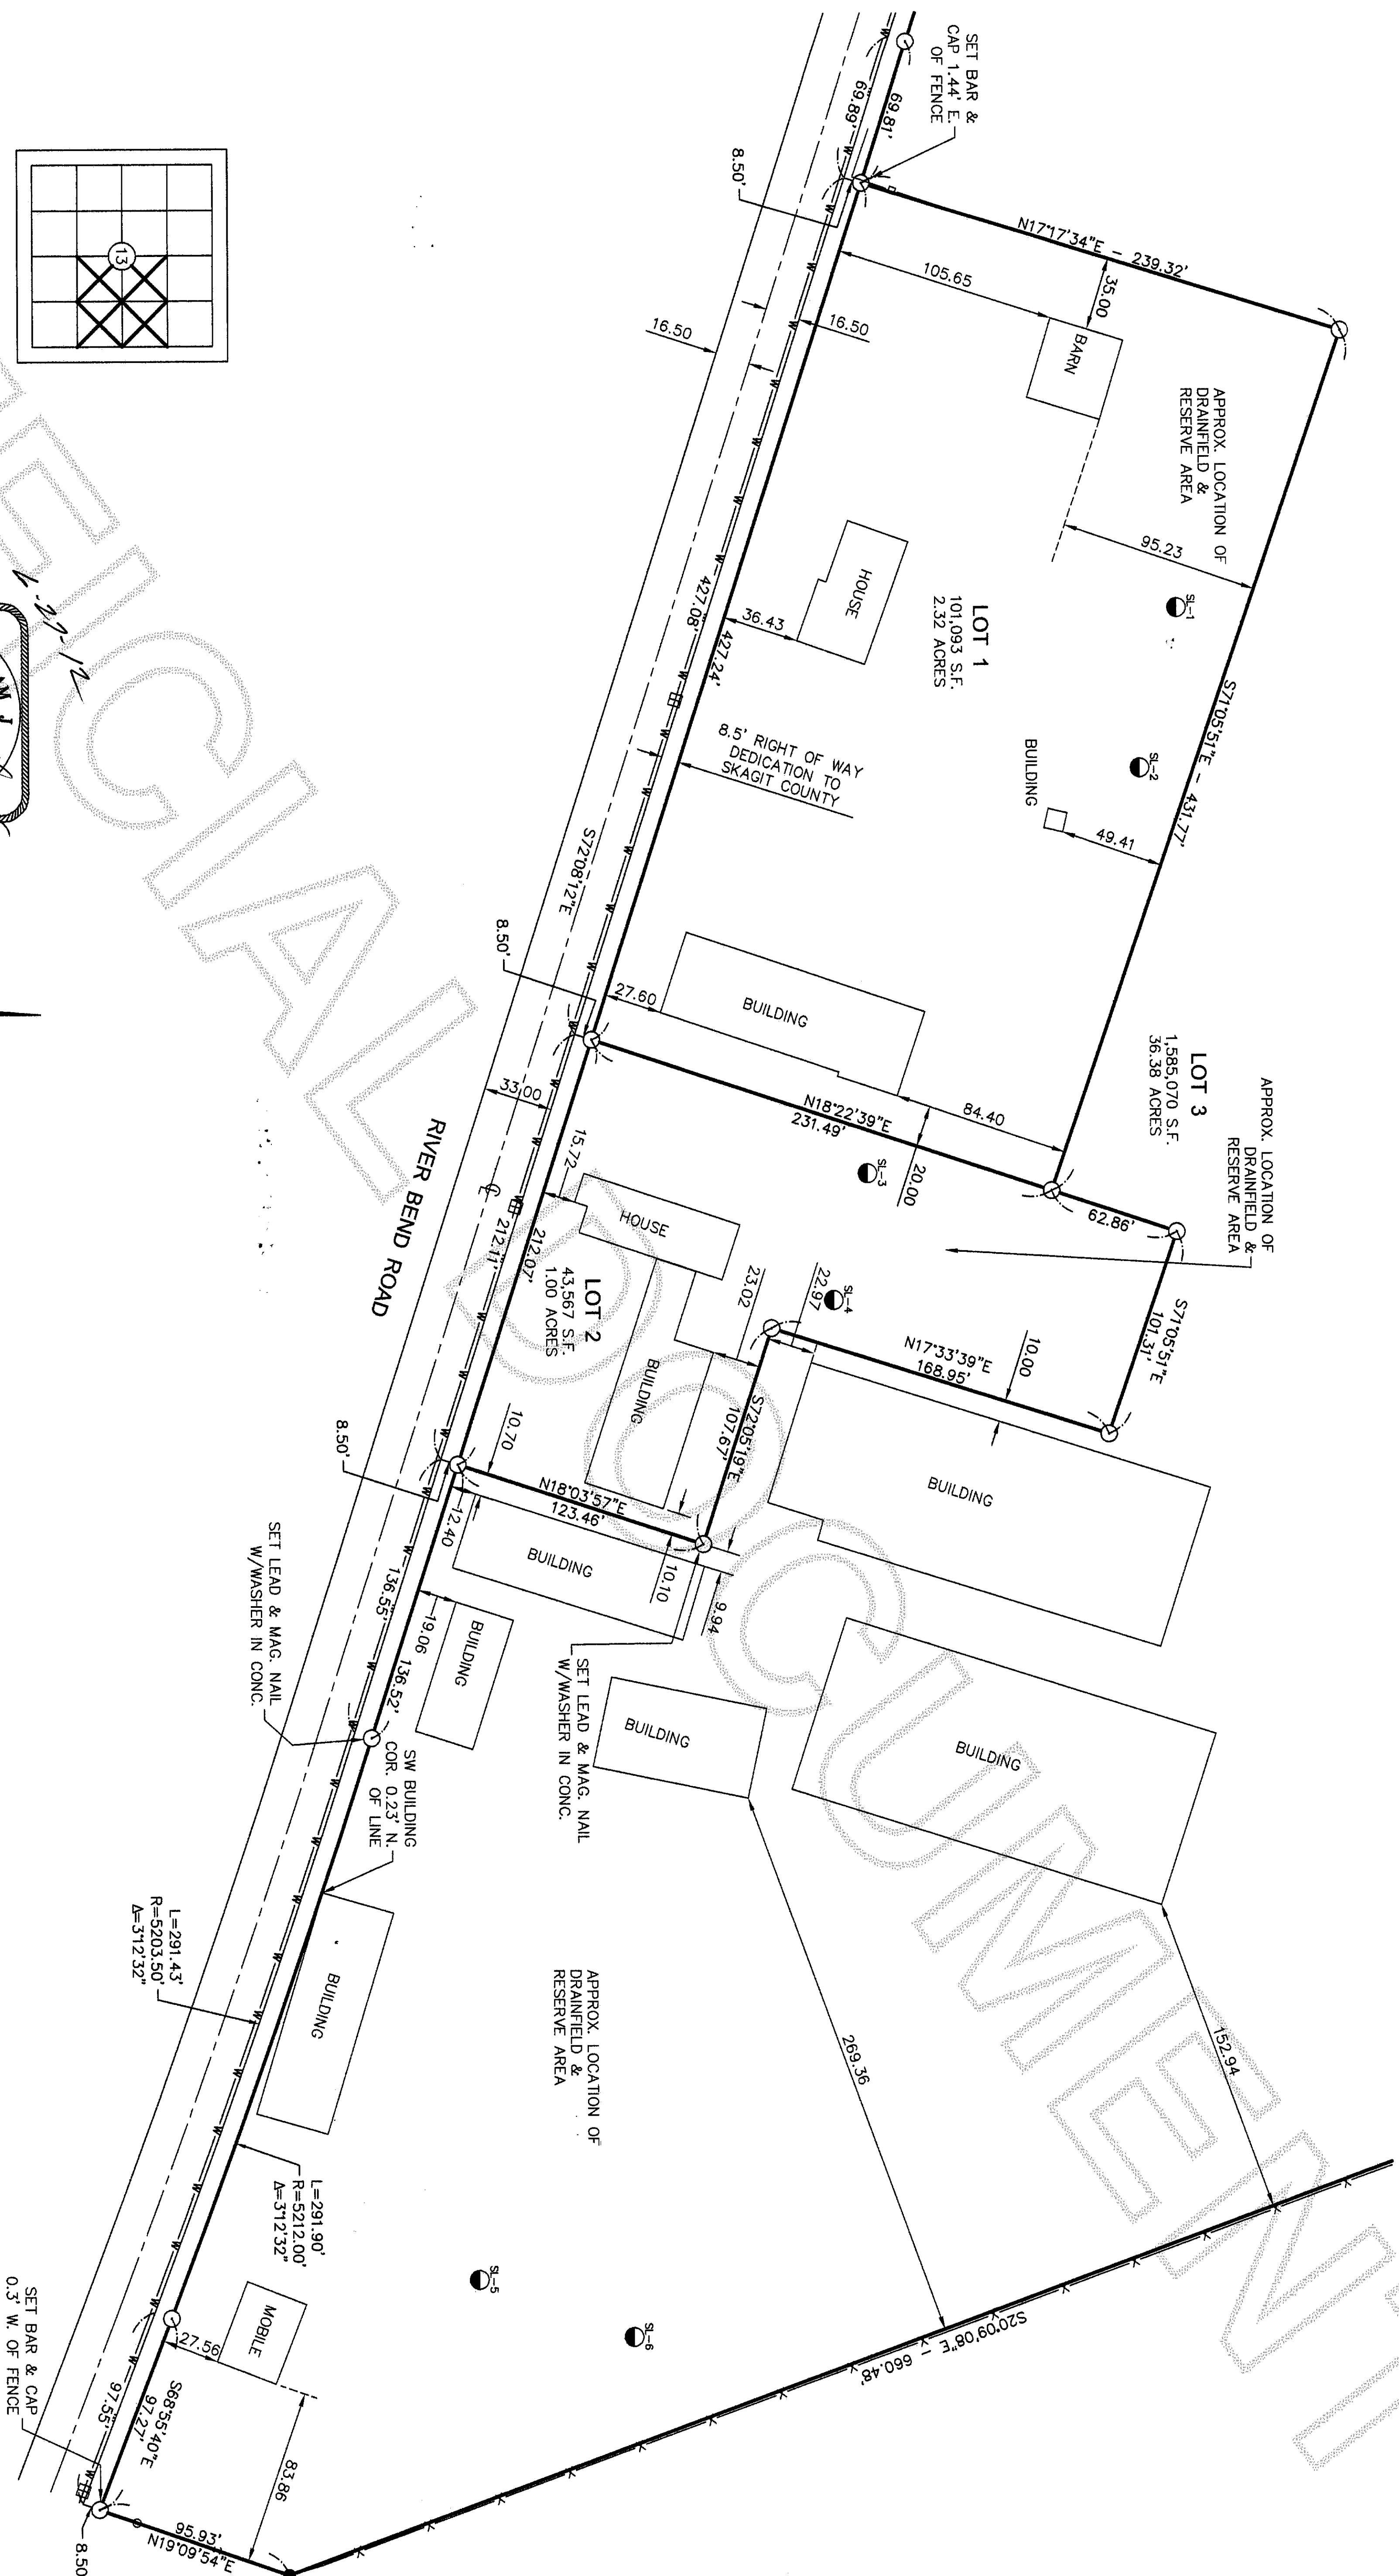 SET BAR &
CAP 1.44' E.
OF FENCE
69.81'
69.89'
8.50'
N17°17'34"E - 239.32'
35.00
105.65
BARN
16.50
16.50
APPROX. LOCATION OF
DRAINFIELD &
RESERVE AREA
95.23
SL-1
HOUSE
36.43
LOT 1
101,093 S.F.
2.32 ACRES
427.08'
427.24'
S71°05'51"E - 431.77'
SL-2
BUILDING
49.41
8.5' RIGHT OF WAY
DEDICATION TO
SKAGIT COUNTY
S72°08'12"E
8.50'
27.60
BUILDING
84.40
N18°22'39"E
231.49'
20.00
SL-3
LOT 3
1,585,070 S.F.
36.38 ACRES
APPROX. LOCATION OF
DRAINFIELD &
RESERVE AREA
62.86'
S71°05'51"E
101.31'
33.00
15.72
HOUSE
23.02
22.97
SL-4
N17°33'39"E
168.95'
10.00
RIVER BEND ROAD
212.11'
212.07'
LOT 2
43,567 S.F.
1.00 ACRES
BUILDING
S72°05'19"E
107.67'
BUILDING
10.70
N18°03'57"E
123.46'
8.50'
12.40
BUILDING
10.10
9.94
SET LEAD & MAG. NAIL
W/WASHER IN CONC.
136.55'
136.52'
19.06
BUILDING
SET LEAD & MAG. NAIL
W/WASHER IN CONC.
BUILDING
BUILDING
SW BUILDING
COR. 0.23' N.
OF LINE
BUILDING
L=291.43'
R=5203.50'
Δ=3°12'32"
L=291.90'
R=5212.00'
Δ=3°12'32"
APPROX. LOCATION OF
DRAINFIELD &
RESERVE AREA
269.36
152.94
SL-5
SL-6
S20°09'08"E - 660.48'
MOBILE
27.56
83.86
S68°55'40"E
97.27'
97.55'
SET BAR & CAP
0.3' W. OF FENCE
95.93'
N19°09'54"E
8.50
13
FICIAL
DOCUMENT